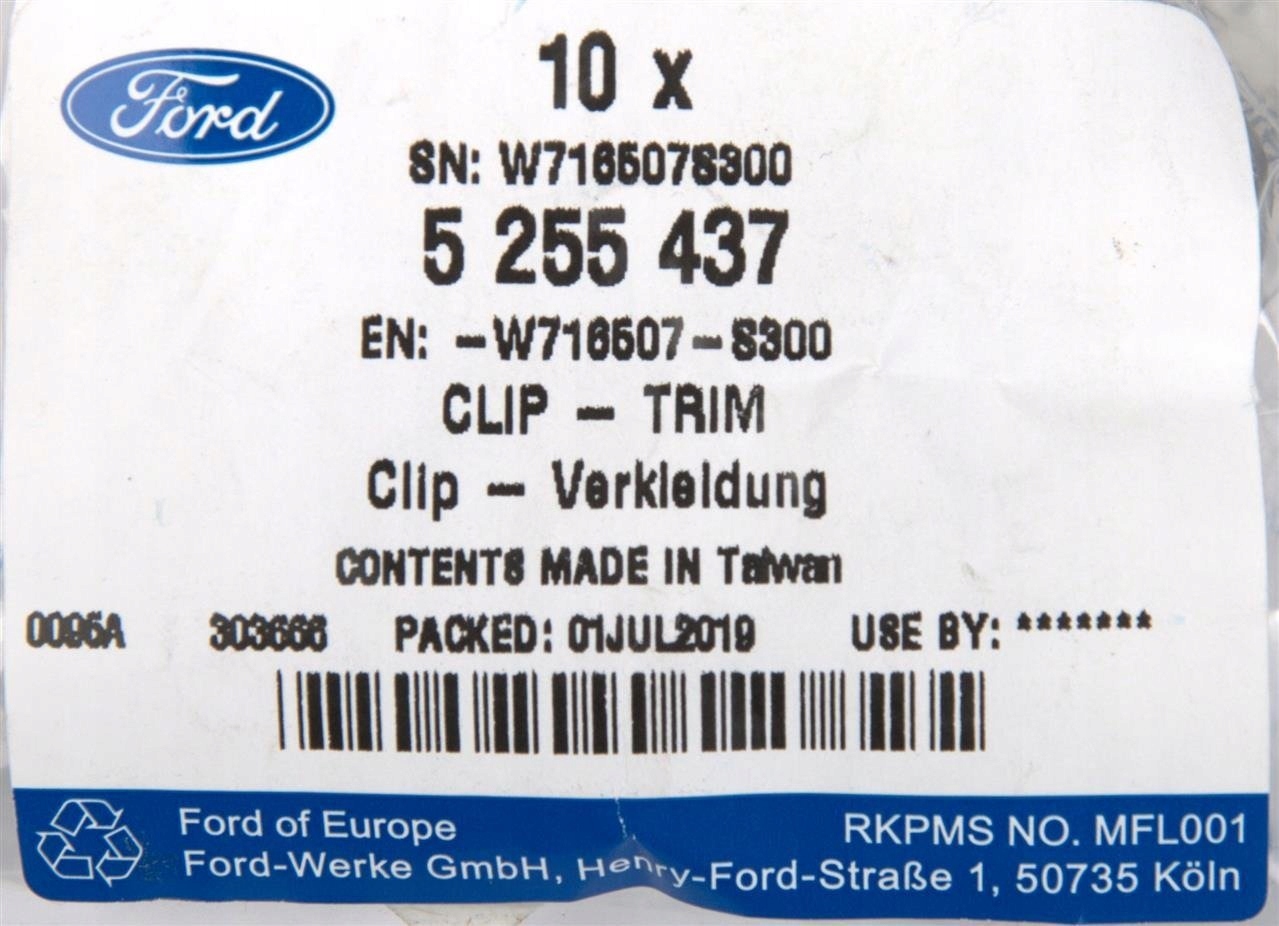 Ford
10 x
SN: W716507S300
5 255 437
EN: -W716507-S300
CLIP - TRIM
Clip - Verkleidung
CONTENTS MADE IN Taiwan
0095A 303666 PACKED: 01JUL2019 USE BY: *******
Ford of Europe RKPMS NO. MFL001
Ford-Werke GmbH, Henry-Ford-Straße 1, 50735 Köln